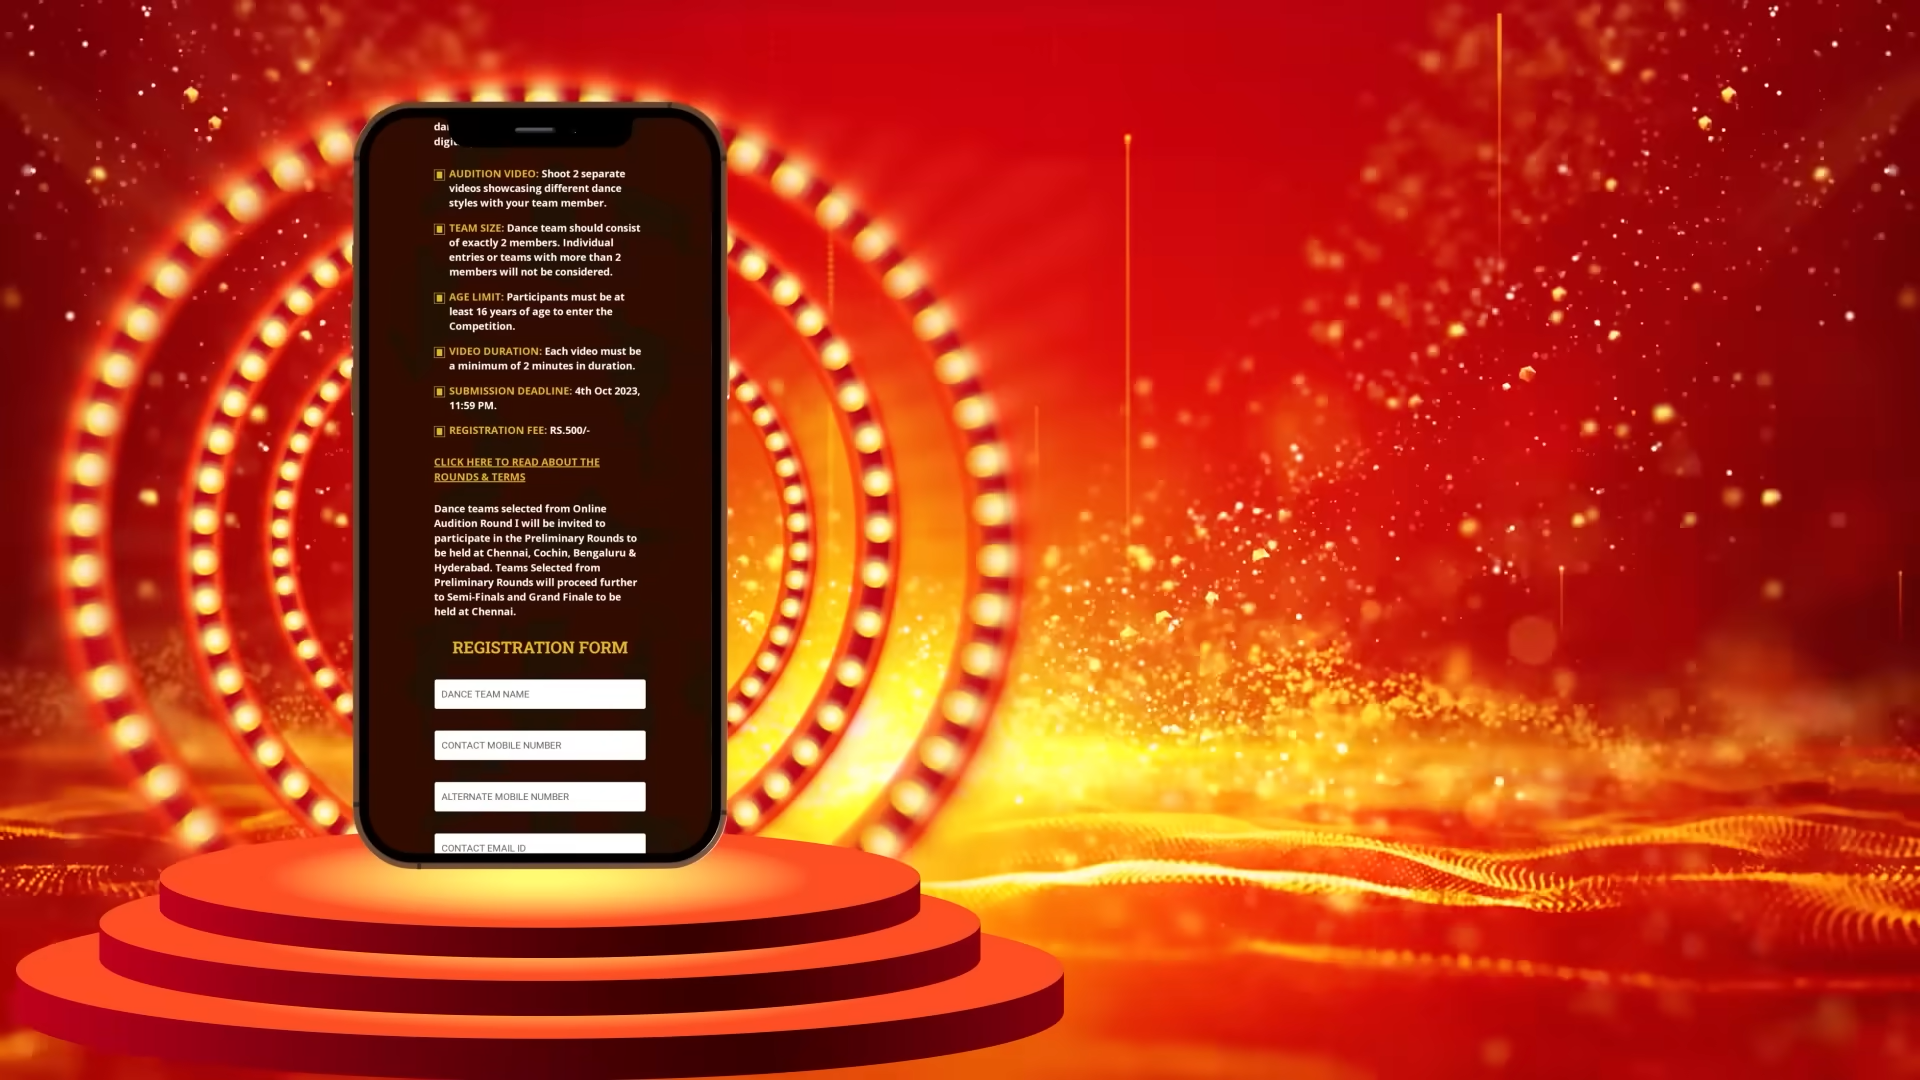 AUDITION VIDEO: Shoot 2 separate
videos showcasing different dance
styles with your team member.
TEAM SIZE: Dance team should consist
of exactly 2 members. Individual
entries or teams with more than 2
members will not be considered.
AGE LIMIT: Participants must be at
least 16 years of age to enter the
Competition.
VIDEO DURATION: Each video must be
a minimum of 2 minutes in duration.
SUBMISSION DEADLINE: 4th Oct 2023,
11:59 PM.
REGISTRATION FEE: RS.500/-
CLICK HERE TO READ ABOUT THE
ROUNDS & TERMS
Dance teams selected from Online
Audition Round I will be invited to
participate in the Preliminary Rounds to
be held at Chennai, Cochin, Bengaluru &
Hyderabad. Teams Selected from
Preliminary Rounds will proceed further
to Semi-Finals and Grand Finale to be
held at Chennai.
REGISTRATION FORM
DANCE TEAM NAME
CONTACT MOBILE NUMBER
ALTERNATE MOBILE NUMBER
CONTACT EMAIL ID